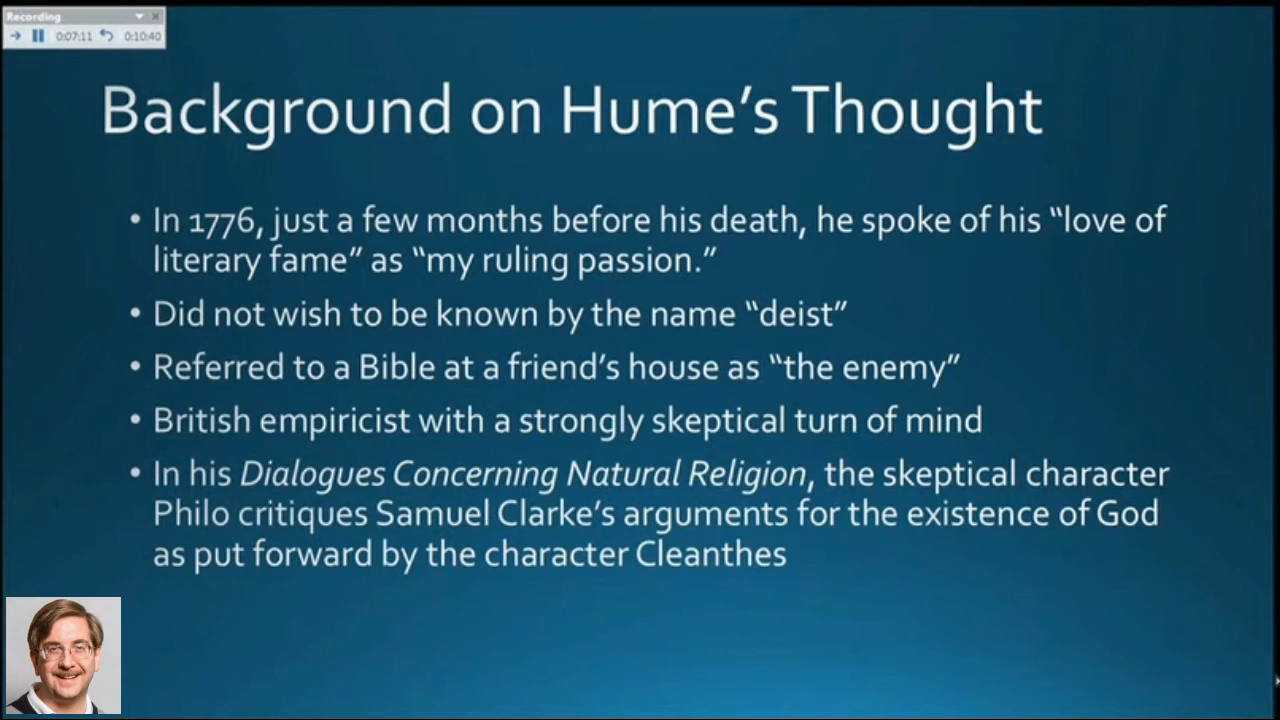 Recording
0:07:11 0:10:40
Background on Hume’s Thought
• In 1776, just a few months before his death, he spoke of his “love of
literary fame” as “my ruling passion.”
• Did not wish to be known by the name “deist”
• Referred to a Bible at a friend’s house as “the enemy”
• British empiricist with a strongly skeptical turn of mind
• In his Dialogues Concerning Natural Religion, the skeptical character
Philo critiques Samuel Clarke’s arguments for the existence of God
as put forward by the character Cleanthes